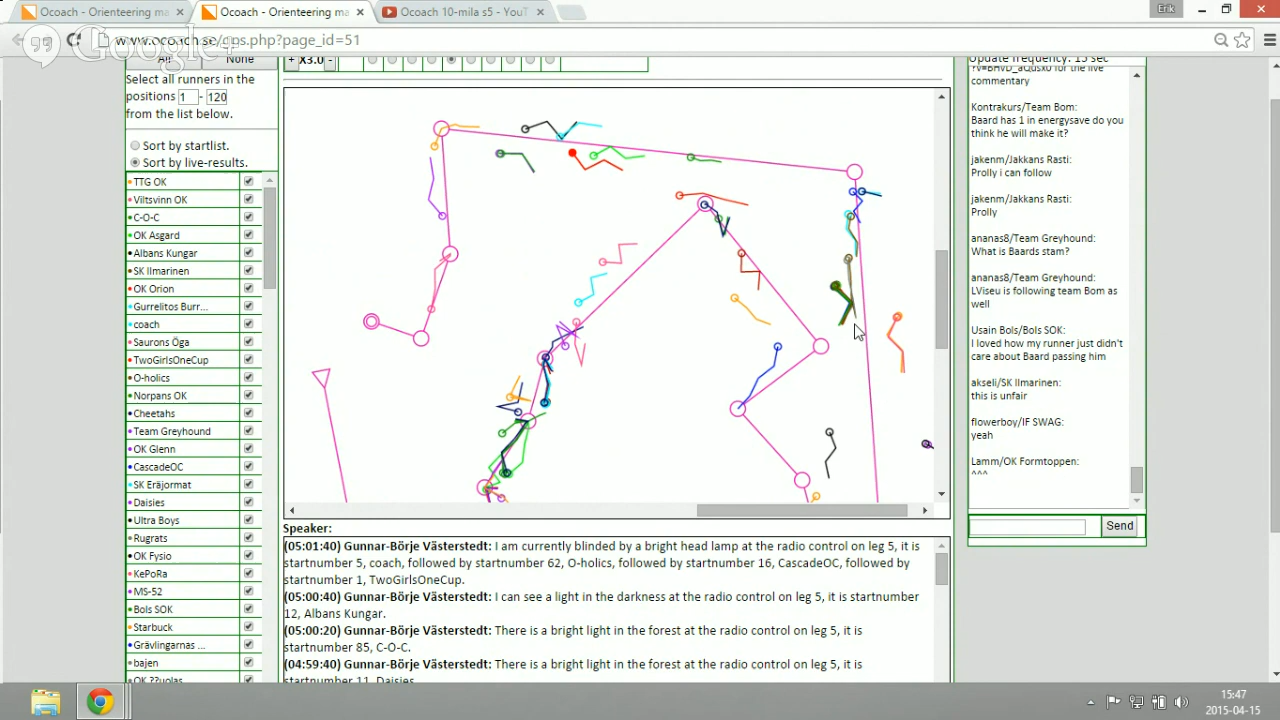 Erik
Ocoach - Orienteering ma
Ocoach - Orienteering ma
Ocoach 10-mila s5 - YouT
www.ocoach.se/gps.php?page_id=51
Google+
All
None
X3.0
Update frequency: 15 sec
Select all runners in the
positions 1 - 120
from the list below.
Sort by startlist.
Sort by live-results.
TTG OK
Viltsvinn OK
C-O-C
OK Asgard
Albans Kungar
SK Ilmarinen
OK Orion
Gurrelitos Burr...
coach
Saurons Öga
TwoGirlsOneCup
O-holics
Norpans OK
Cheetahs
Team Greyhound
OK Glenn
CascadeOC
SK Eräjormat
Daisies
Ultra Boys
Rugrats
OK Fysio
KePoRa
MS-52
Bols SOK
Starbuck
Grävlingarnas ...
bajen
OK ??uolas
commentary
Kontrakurs/Team Bom:
Baard has 1 in energysave do you
think he will make it?
jakenm/Jakkans Rasti:
Prolly i can follow
jakenm/Jakkans Rasti:
Prolly
ananas8/Team Greyhound:
What is Baards stam?
ananas8/Team Greyhound:
LViseu is following team Bom as
well
Usain Bols/Bols SOK:
I loved how my runner just didn't
care about Baard passing him
akseli/SK Ilmarinen:
this is unfair
flowerboy/IF SWAG:
yeah
Lamm/OK Formtoppen:
^^^
Send
Speaker:
(05:01:40) Gunnar-Börje Västerstedt: I am currently blinded by a bright head lamp at the radio control on leg 5, it is
startnumber 5, coach, followed by startnumber 62, O-holics, followed by startnumber 16, CascadeOC, followed by
startnumber 1, TwoGirlsOneCup.
(05:00:40) Gunnar-Börje Västerstedt: I can see a light in the darkness at the radio control on leg 5, it is startnumber
12, Albans Kungar.
(05:00:20) Gunnar-Börje Västerstedt: There is a bright light in the forest at the radio control on leg 5, it is
startnumber 85, C-O-C.
(04:59:40) Gunnar-Börje Västerstedt: There is a bright light in the forest at the radio control on leg 5, it is
startnumber 11, Daisies.
15:47
2015-04-15